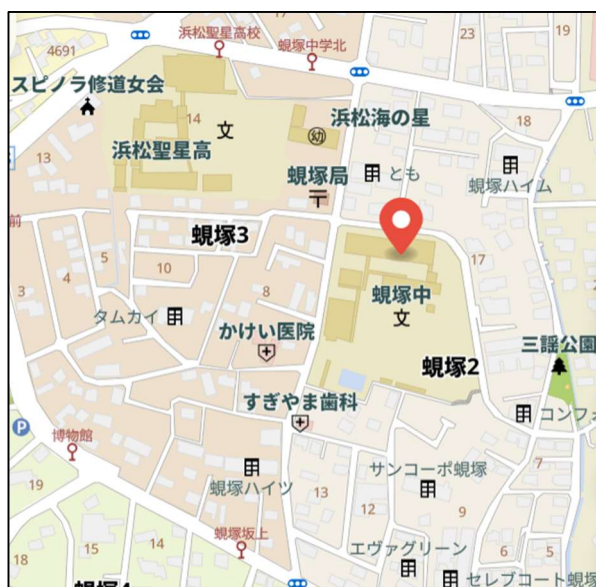 浜松聖星高校
4691
蜆塚中学北
23
19
スピノラ修道女会
14
浜松海の星
幼
18
文
浜松聖星高
13
とも
蜆塚局
蜆塚ハイム
前
蜆塚3
5
4
10
17
3
8
蜆塚中
タムカイ
文
かけい医院
三謡公園
蜆塚2
すぎやま歯科
コンフォ
P
博物館
サンコーポ蜆塚
7
蜆塚ハイツ
19
13
12
9
蜆塚坂上
エヴァグリーン
18
15
14
6
5
セレブコート蜆塚